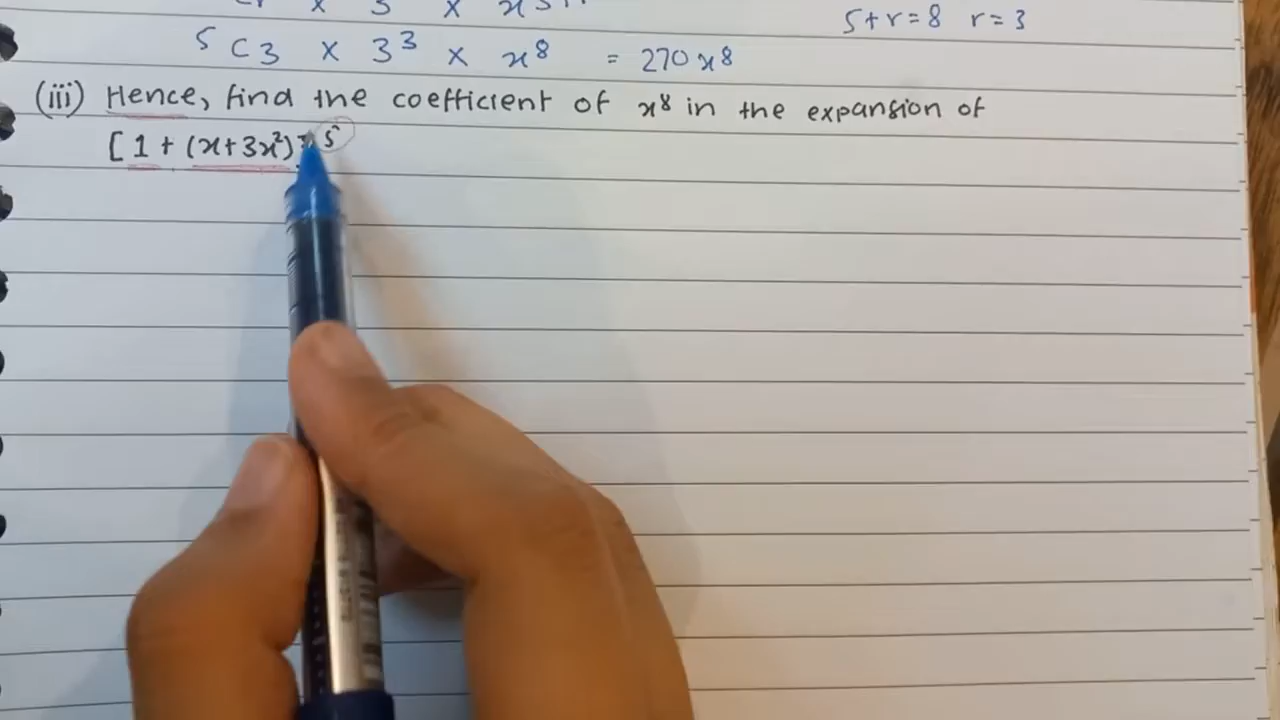 x 3 x x
5+r=8 r=3
5C3 x 3³ x x⁸ = 270x⁸
(iii) Hence, find the coefficient of x⁸ in the expansion of
[1+(x+3x²)]5